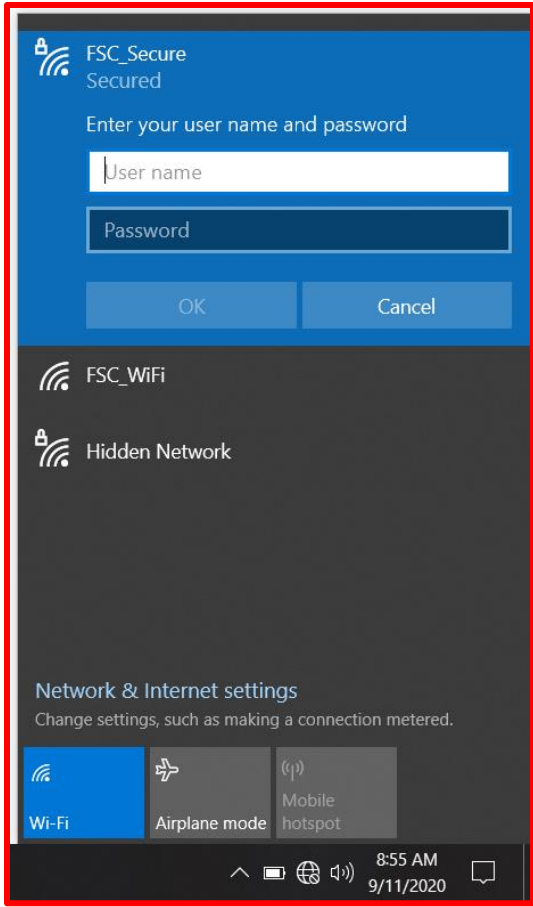 FSC_Secure
Secured
Enter your user name and password
User name
Password
OK Cancel
FSC_WiFi
Hidden Network
Network & Internet settings
Change settings, such as making a connection metered.
Wi-Fi
Airplane mode
Mobile
hotspot
8:55 AM
9/11/2020